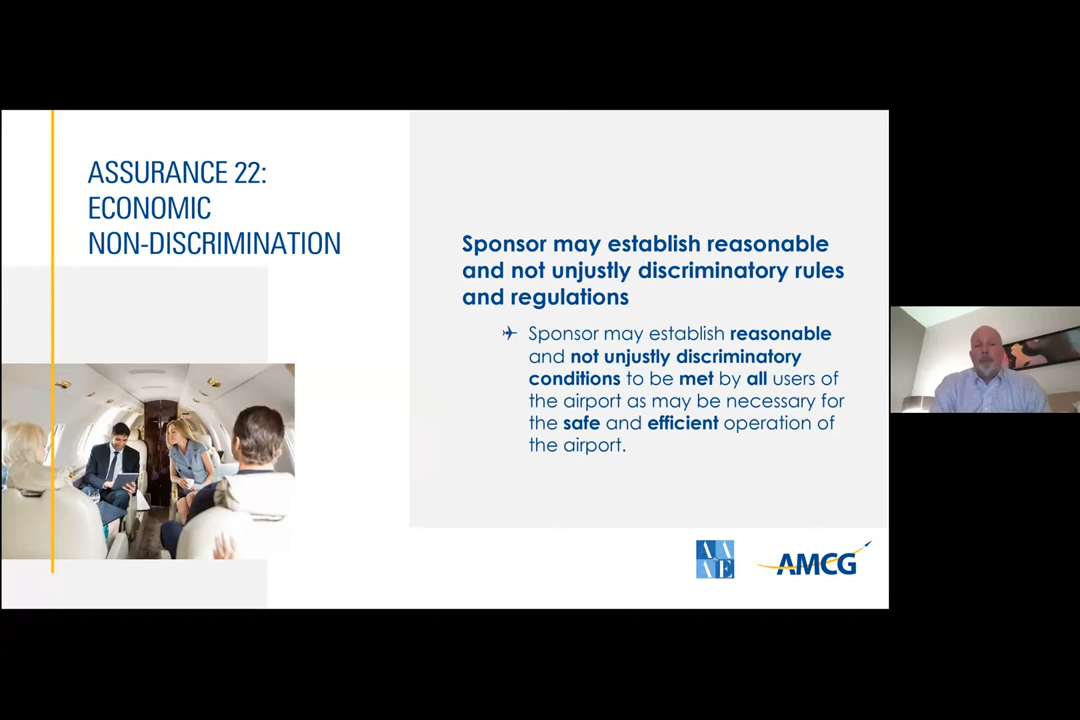 ASSURANCE 22:
ECONOMIC
NON-DISCRIMINATION
Sponsor may establish reasonable
and not unjustly discriminatory rules
and regulations
Sponsor may establish reasonable
and not unjustly discriminatory
conditions to be met by all users of
the airport as may be necessary for
the safe and efficient operation of
the airport.
AAAE
AMCG